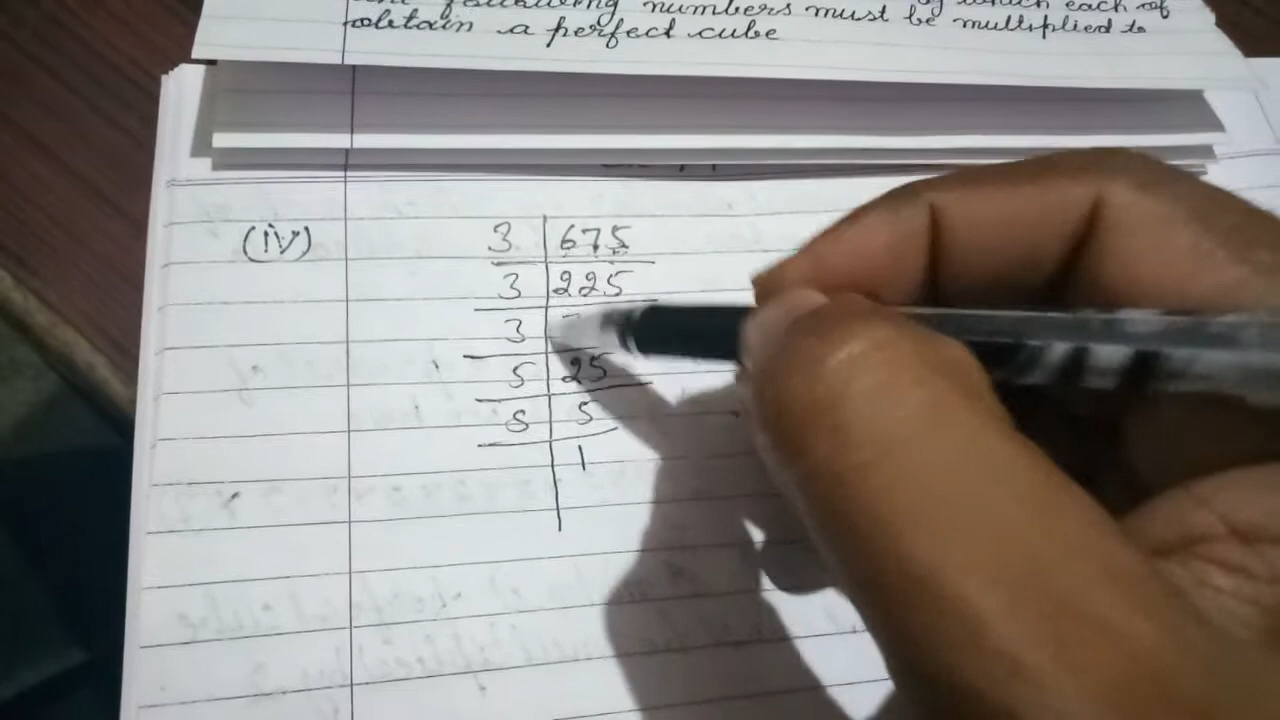 numbers must be multiplied to
obtain a perfect cube
(iv)
3 | 675
3 | 225
3
5 | 25
5 | 5
1